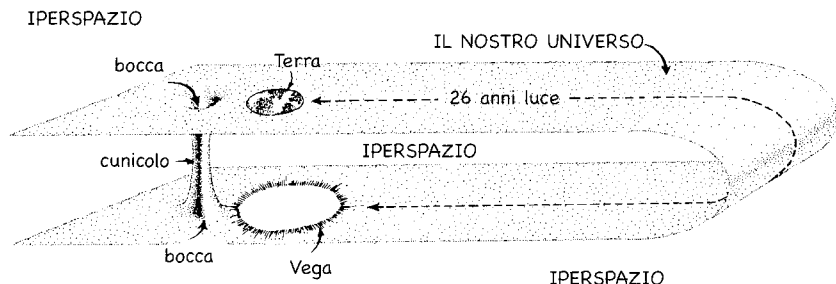 IPERSPAZIO
IL NOSTRO UNIVERSO
Terra
bocca
26 anni luce
cunicolo
IPERSPAZIO
bocca
Vega
IPERSPAZIO